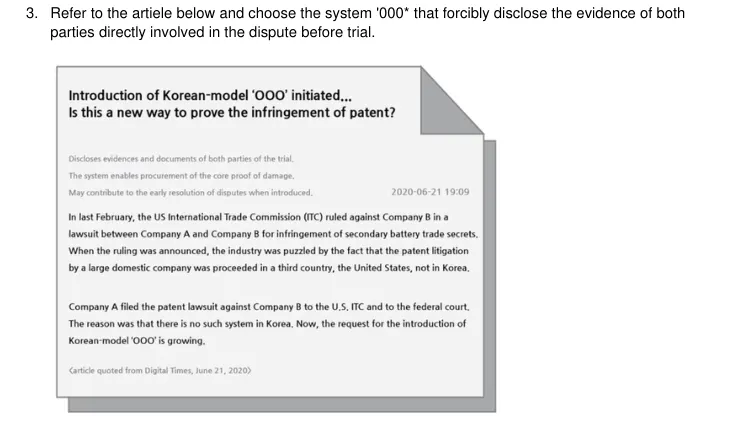 3. Refer to the artiele below and choose the system '000* that forcibly disclose the evidence of both
parties directly involved in the dispute before trial.
Introduction of Korean-model 'OOO' initiated...
Is this a new way to prove the infringement of patent?
Discloses evidences and documents of both parties of the trial.
The system enables procurement of the core proof of damage.
May contribute to the early resolution of disputes when introduced. 2020-06-21 19:09
In last February, the US International Trade Commission (ITC) ruled against Company B in a
lawsuit between Company A and Company B for infringement of secondary battery trade secrets.
When the ruling was announced, the industry was puzzled by the fact that the patent litigation
by a large domestic company was proceeded in a third country, the United States, not in Korea.
Company A filed the patent lawsuit against Company B to the U.S. ITC and to the federal court.
The reason was that there is no such system in Korea. Now, the request for the introduction of
Korean-model 'OOO' is growing.
<article quoted from Digital Times, June 21, 2020>